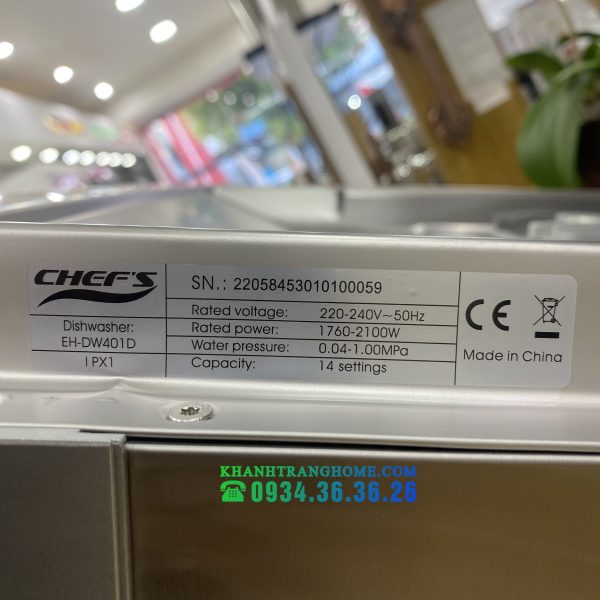 CHEF'S
Dishwasher:
EH-DW401D
IPX1
SN.: 22058453010100059
Rated voltage: 220-240V~50Hz
Rated power: 1760-2100W
Water pressure: 0.04-1.00MPa
Capacity: 14 settings
CE
Made in China
KHANHTRANGHOME.COM
☎0934.36.36.26